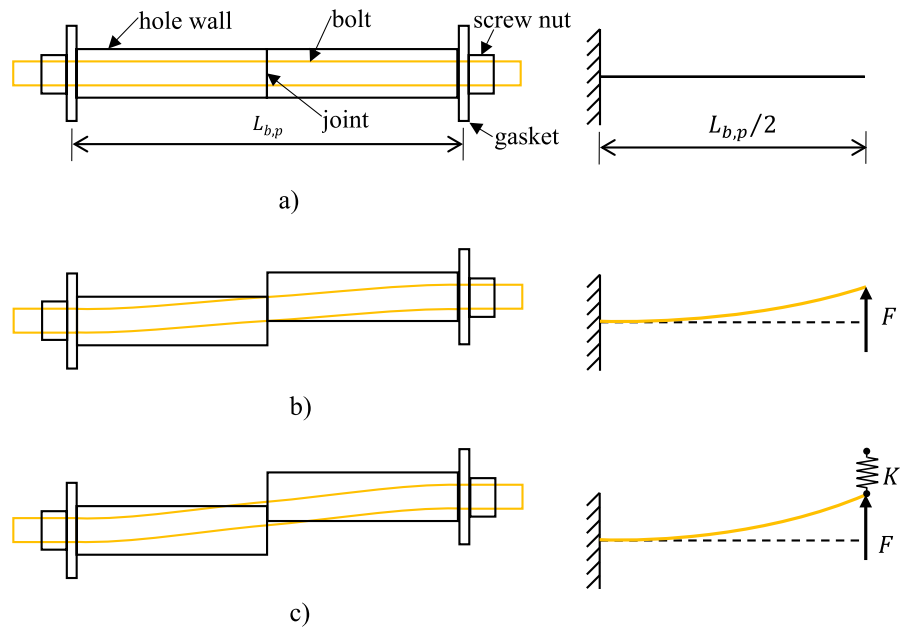 hole wall
bolt
screw nut
joint
gasket
$L_{b,p}$
$L_{b,p}/2$
a)
F
b)
K
F
c)